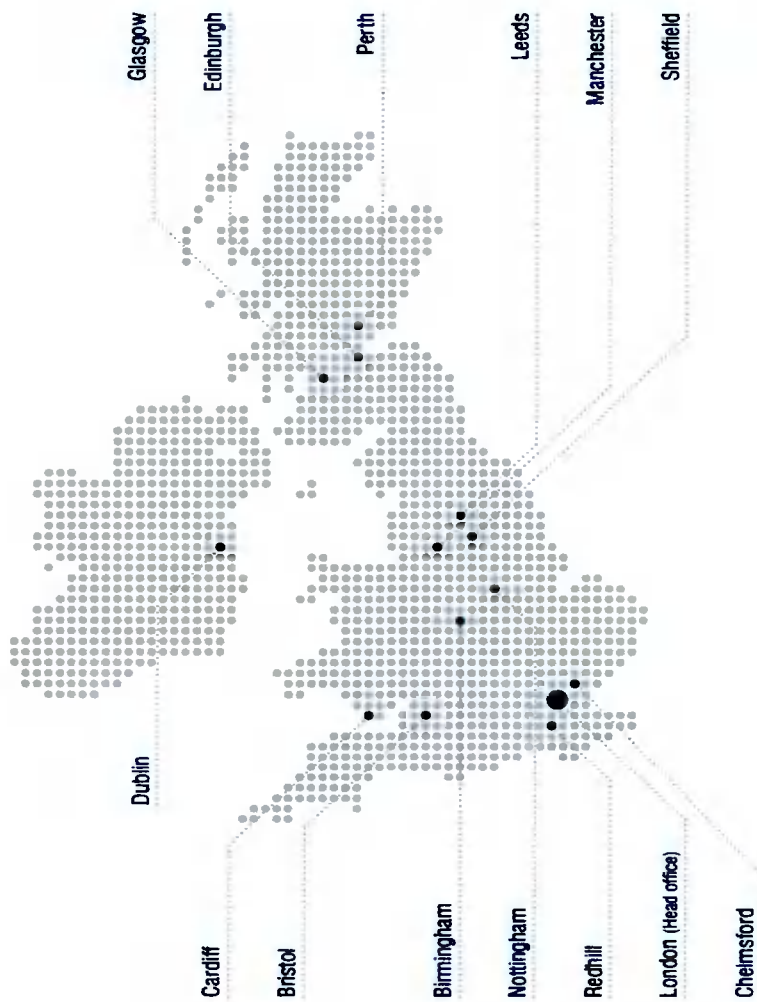 Glasgow
Edinburgh
Perth
Leeds
Manchester
Sheffield
Dublin
Cardiff
Bristol
Birmingham
Nottingham
Redhill
London (Head office)
Chelmsford